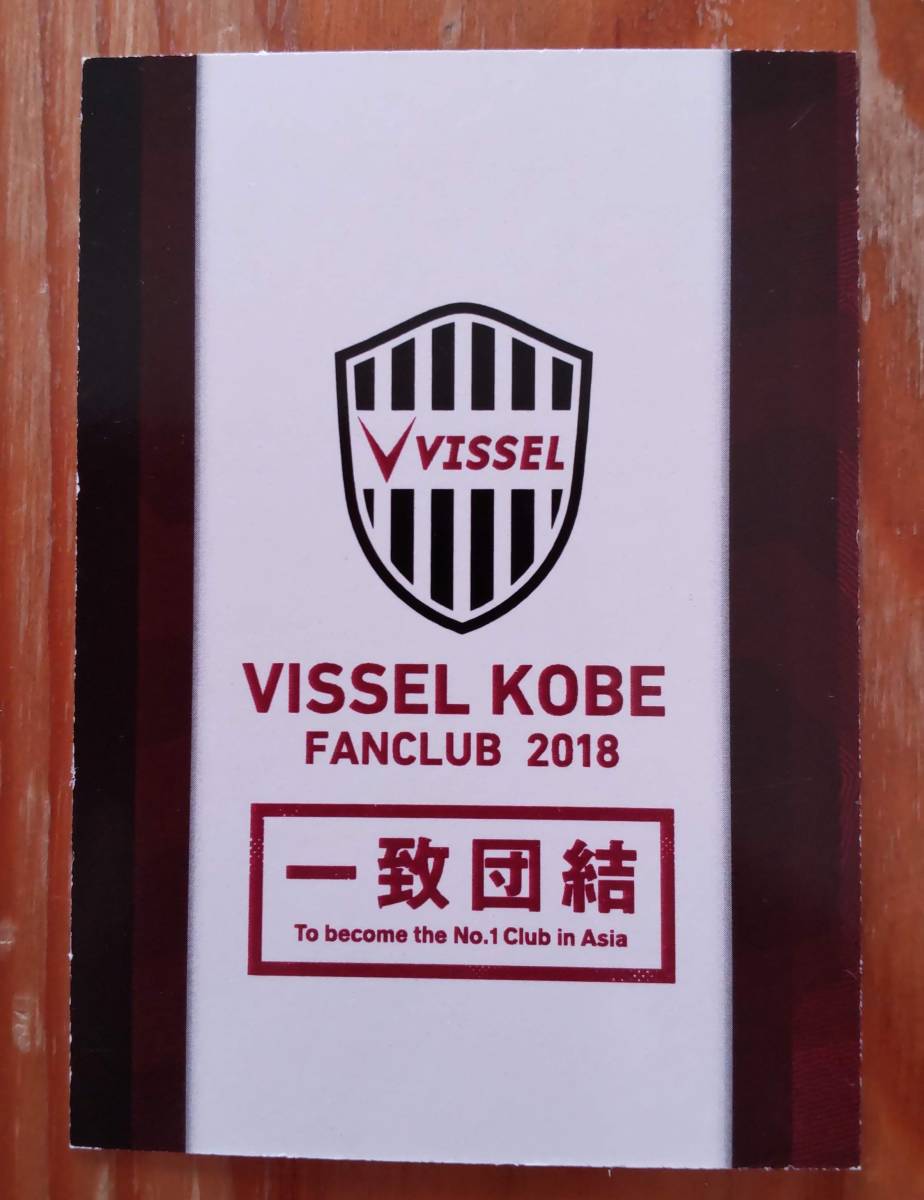 VISSEL
VISSEL KOBE
FANCLUB 2018
一致団結
To become the No.1 Club in Asia